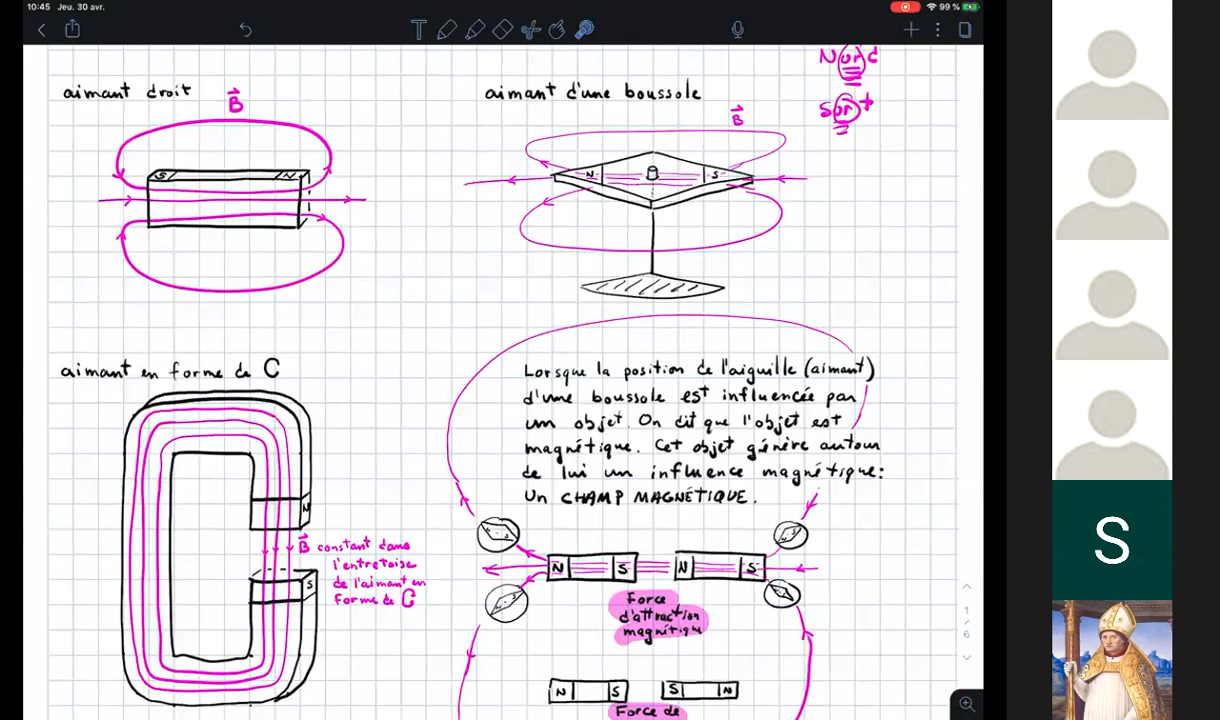 10:45 Jeu. 30 avr.
99 %
T
Nord
Sort
aimant droit
B
S N
aimant d'une boussole
B
N S
aimant en forme de C
N
B constant dans
l'entretoise
de l'aimant en
forme de C
S
Lorsque la position de l'aiguille (aimant)
d'une boussole est influencée par
un objet. On dit que l'objet est
magnétique. Cet objet génère autour
de lui un influence magnétique:
Un CHAMP MAGNÉTIQUE.
N S N S
Force
d'attraction
magnétique
N S S N
Force de
1
/
6
S